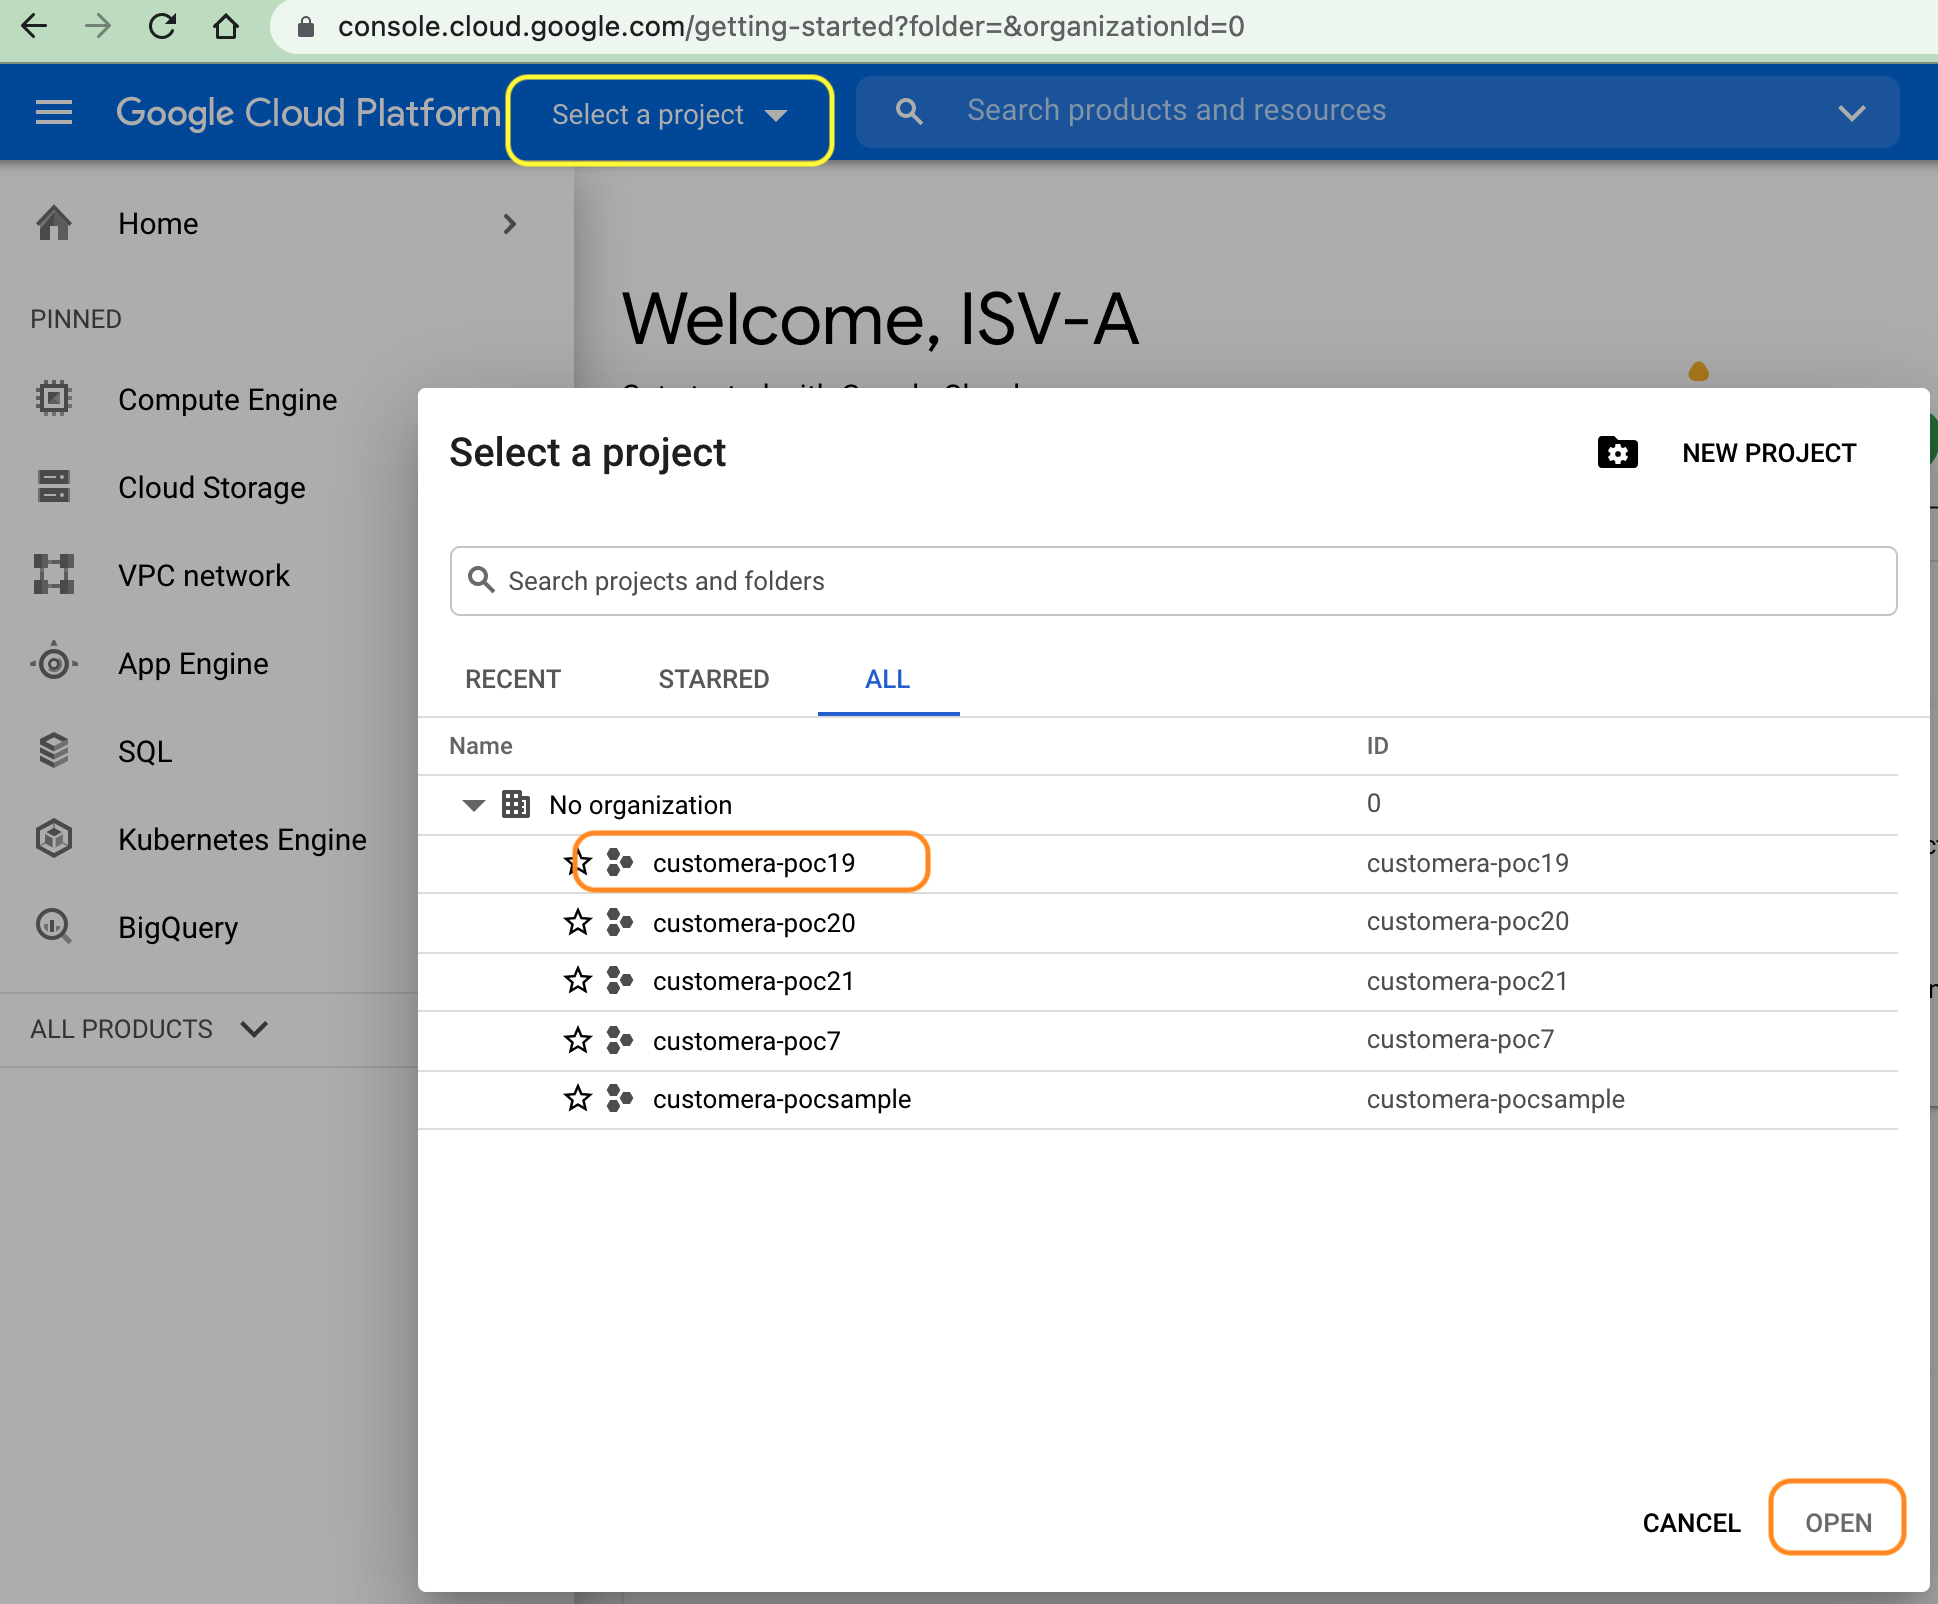 console.cloud.google.com/getting-started?folder=&organizationId=0
Google Cloud Platform
Select a project
Search products and resources
Home
PINNED
Compute Engine
Cloud Storage
VPC network
App Engine
SQL
Kubernetes Engine
BigQuery
ALL PRODUCTS
Welcome, ISV-A
Select a project
NEW PROJECT
Search projects and folders
RECENT STARRED ALL
Name ID
No organization 0
customera-poc19 customera-poc19
customera-poc20 customera-poc20
customera-poc21 customera-poc21
customera-poc7 customera-poc7
customera-pocsample customera-pocsample
CANCEL OPEN